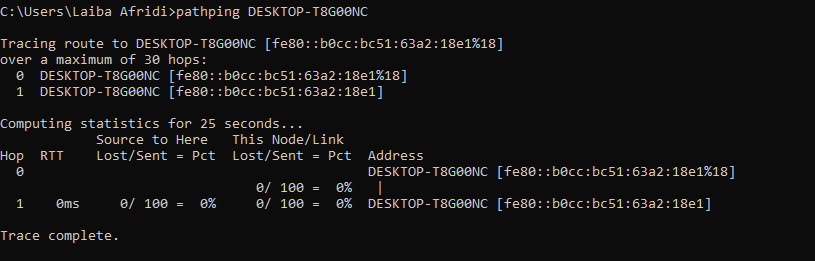 C:\Users\Laiba Afridi>pathping DESKTOP-T8G00NC
Tracing route to DESKTOP-T8G00NC [fe80::b0cc:bc51:63a2:18e1%18]
over a maximum of 30 hops:
  0  DESKTOP-T8G00NC [fe80::b0cc:bc51:63a2:18e1%18]
  1  DESKTOP-T8G00NC [fe80::b0cc:bc51:63a2:18e1]
Computing statistics for 25 seconds...
            Source to Here   This Node/Link
Hop  RTT    Lost/Sent = Pct  Lost/Sent = Pct  Address
  0                                           DESKTOP-T8G00NC [fe80::b0cc:bc51:63a2:18e1%18]
                                0/ 100 =  0%   |
  1    0ms     0/ 100 =  0%     0/ 100 =  0%  DESKTOP-T8G00NC [fe80::b0cc:bc51:63a2:18e1]
Trace complete.